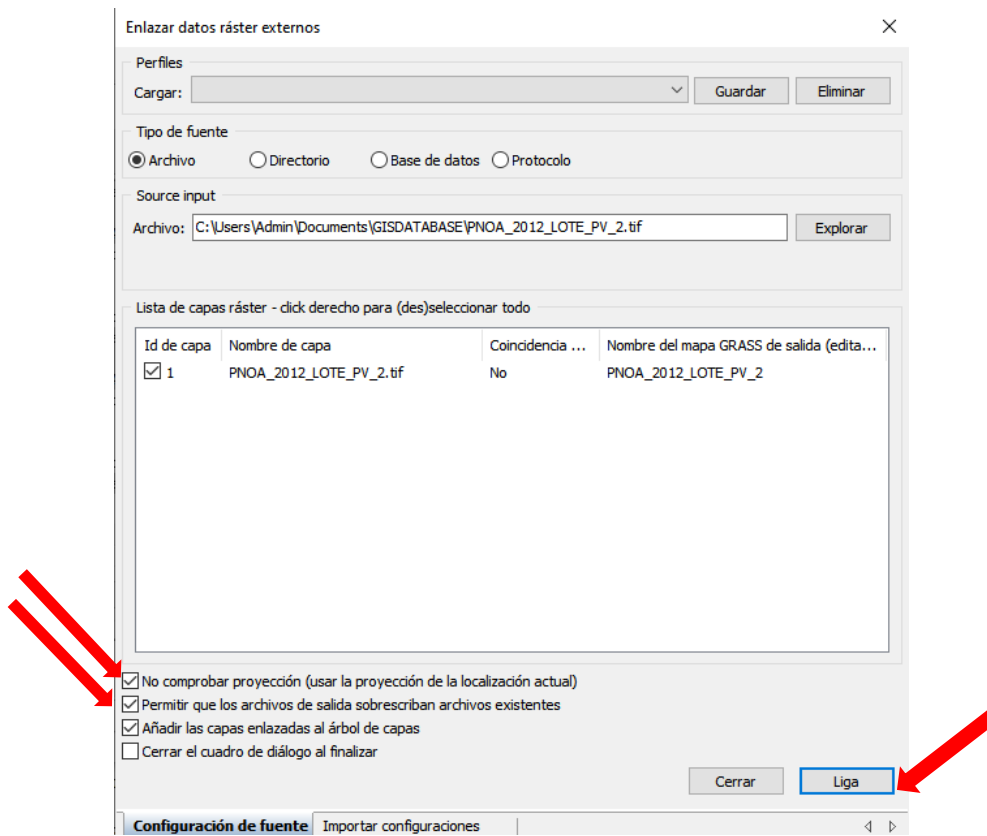 Enlazar datos ráster externos
Perfiles
Cargar: Guardar Eliminar
Tipo de fuente
Archivo Directorio Base de datos Protocolo
Source input
Archivo: C:\Users\Admin\Documents\GISDATABASE\PNOA_2012_LOTE_PV_2.tif Explorar
Lista de capas ráster - click derecho para (des)seleccionar todo
Id de capa Nombre de capa Coincidencia ... Nombre del mapa GRASS de salida (edita...
1 PNOA_2012_LOTE_PV_2.tif No PNOA_2012_LOTE_PV_2
No comprobar proyección (usar la proyección de la localización actual)
Permitir que los archivos de salida sobrescriban archivos existentes
Añadir las capas enlazadas al árbol de capas
Cerrar el cuadro de diálogo al finalizar
Cerrar Liga
Configuración de fuente Importar configuraciones